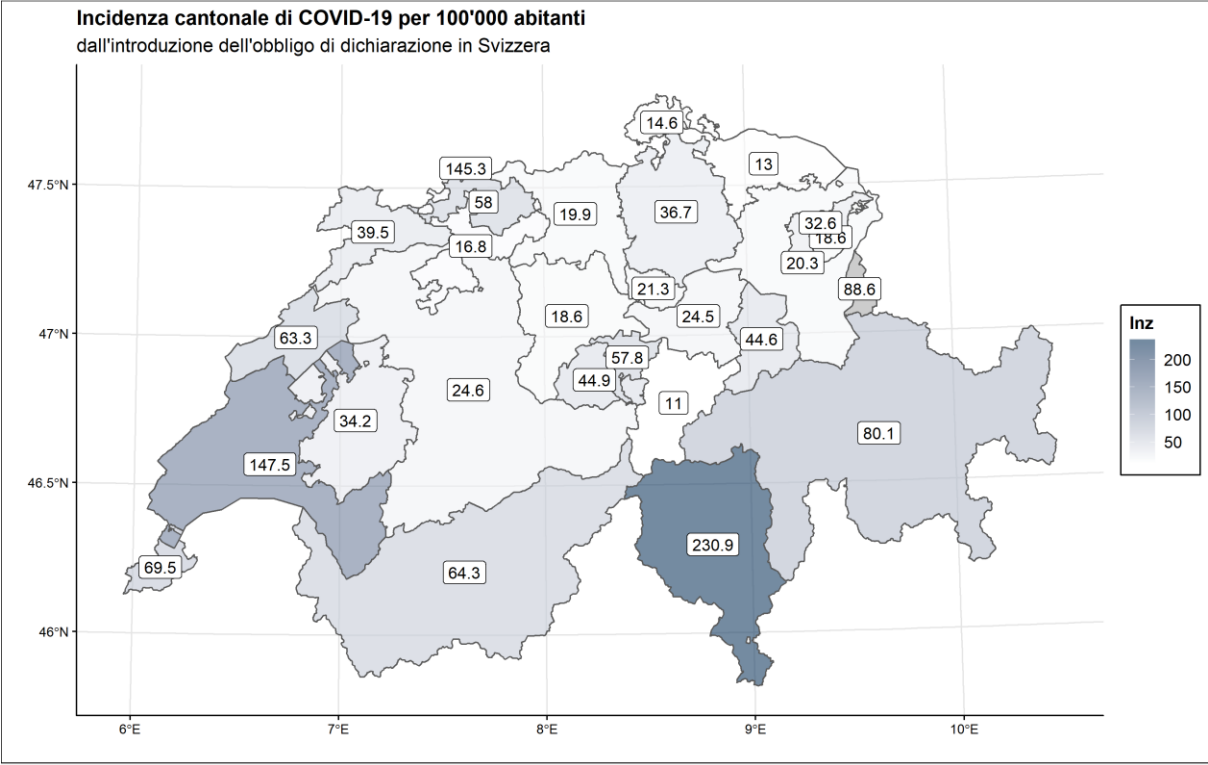 Incidenza cantonale di COVID-19 per 100'000 abitanti
dall'introduzione dell'obbligo di dichiarazione in Svizzera
14.6
145.3
13
47.5°N
58
19.9
36.7
32.6
39.5
18.6
16.8
20.3
21.3
88.6
18.6
24.5
63.3
44.6
47°N
57.8
44.9
24.6
11
34.2
80.1
147.5
46.5°N
230.9
69.5
64.3
46°N
6°E
7°E
8°E
9°E
10°E
Inz
200
150
100
50